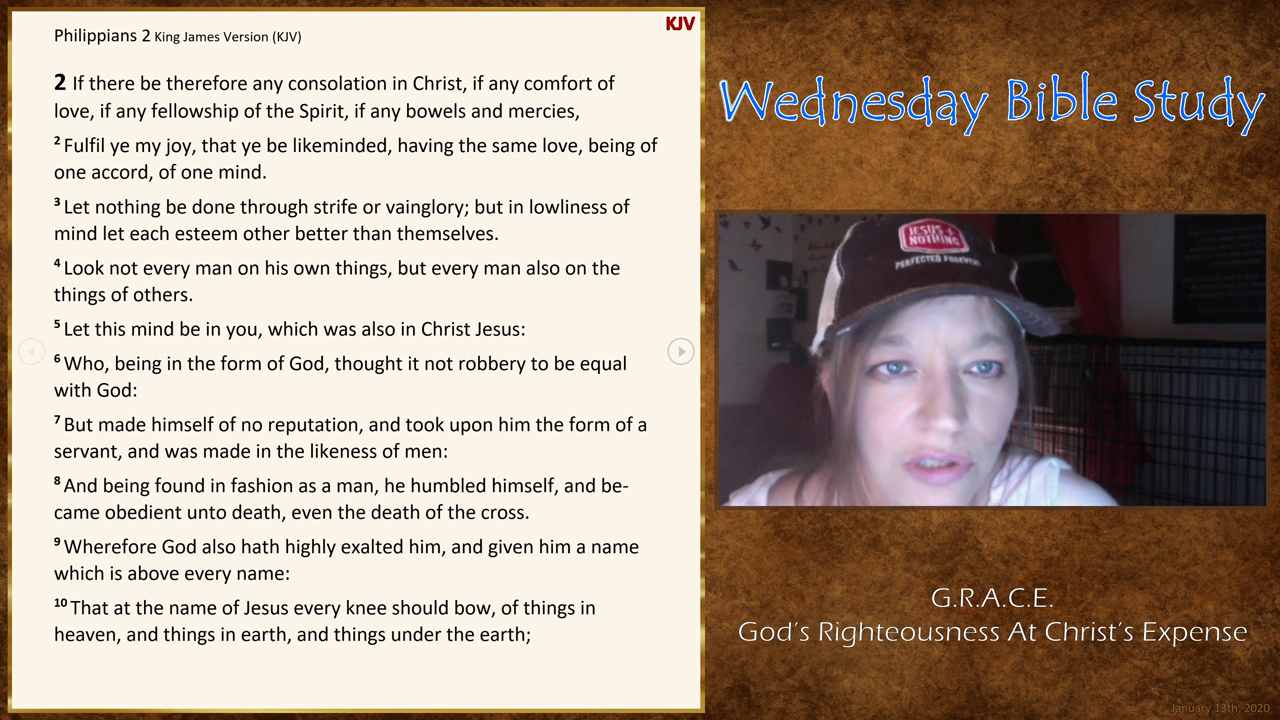 KJV
Philippians 2 King James Version (KJV)
2 If there be therefore any consolation in Christ, if any comfort of
love, if any fellowship of the Spirit, if any bowels and mercies,
2 Fulfil ye my joy, that ye be likeminded, having the same love, being of
one accord, of one mind.
3 Let nothing be done through strife or vainglory; but in lowliness of
mind let each esteem other better than themselves.
4 Look not every man on his own things, but every man also on the
things of others.
5 Let this mind be in you, which was also in Christ Jesus:
6 Who, being in the form of God, thought it not robbery to be equal
with God:
7 But made himself of no reputation, and took upon him the form of a
servant, and was made in the likeness of men:
8 And being found in fashion as a man, he humbled himself, and be-
came obedient unto death, even the death of the cross.
9 Wherefore God also hath highly exalted him, and given him a name
which is above every name:
10 That at the name of Jesus every knee should bow, of things in
heaven, and things in earth, and things under the earth;
Wednesday Bible Study
JESUS +
NOTHING
PERFECTED FOREVER
G.R.A.C.E.
God's Righteousness At Christ's Expense
January 13th, 2020